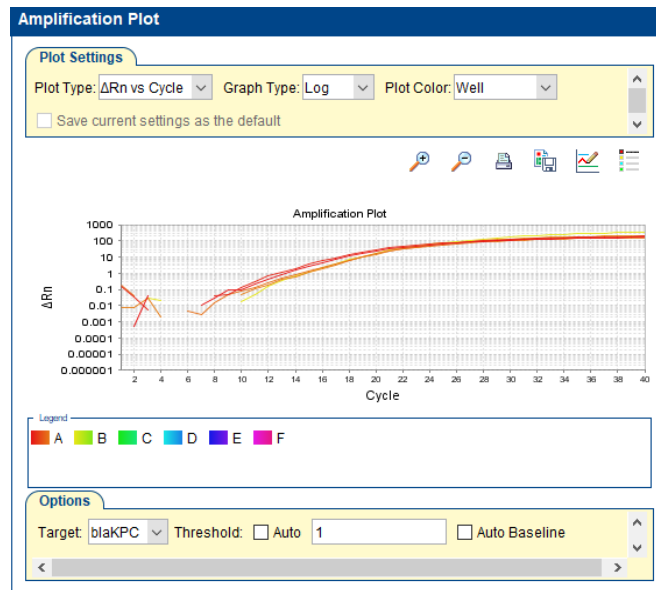 Amplification Plot
Plot Settings
Plot Type: ΔRn vs Cycle Graph Type: Log Plot Color: Well
Save current settings as the default
Amplification Plot
1000
100
10
1
0.1
0.01
0.001
0.0001
0.00001
0.000001
ΔRn
2 4 6 8 10 12 14 16 18 20 22 24 26 28 30 32 34 36 38 40
Cycle
Legend
A B C D E F
Options
Target: blaKPC Threshold: Auto 1 Auto Baseline